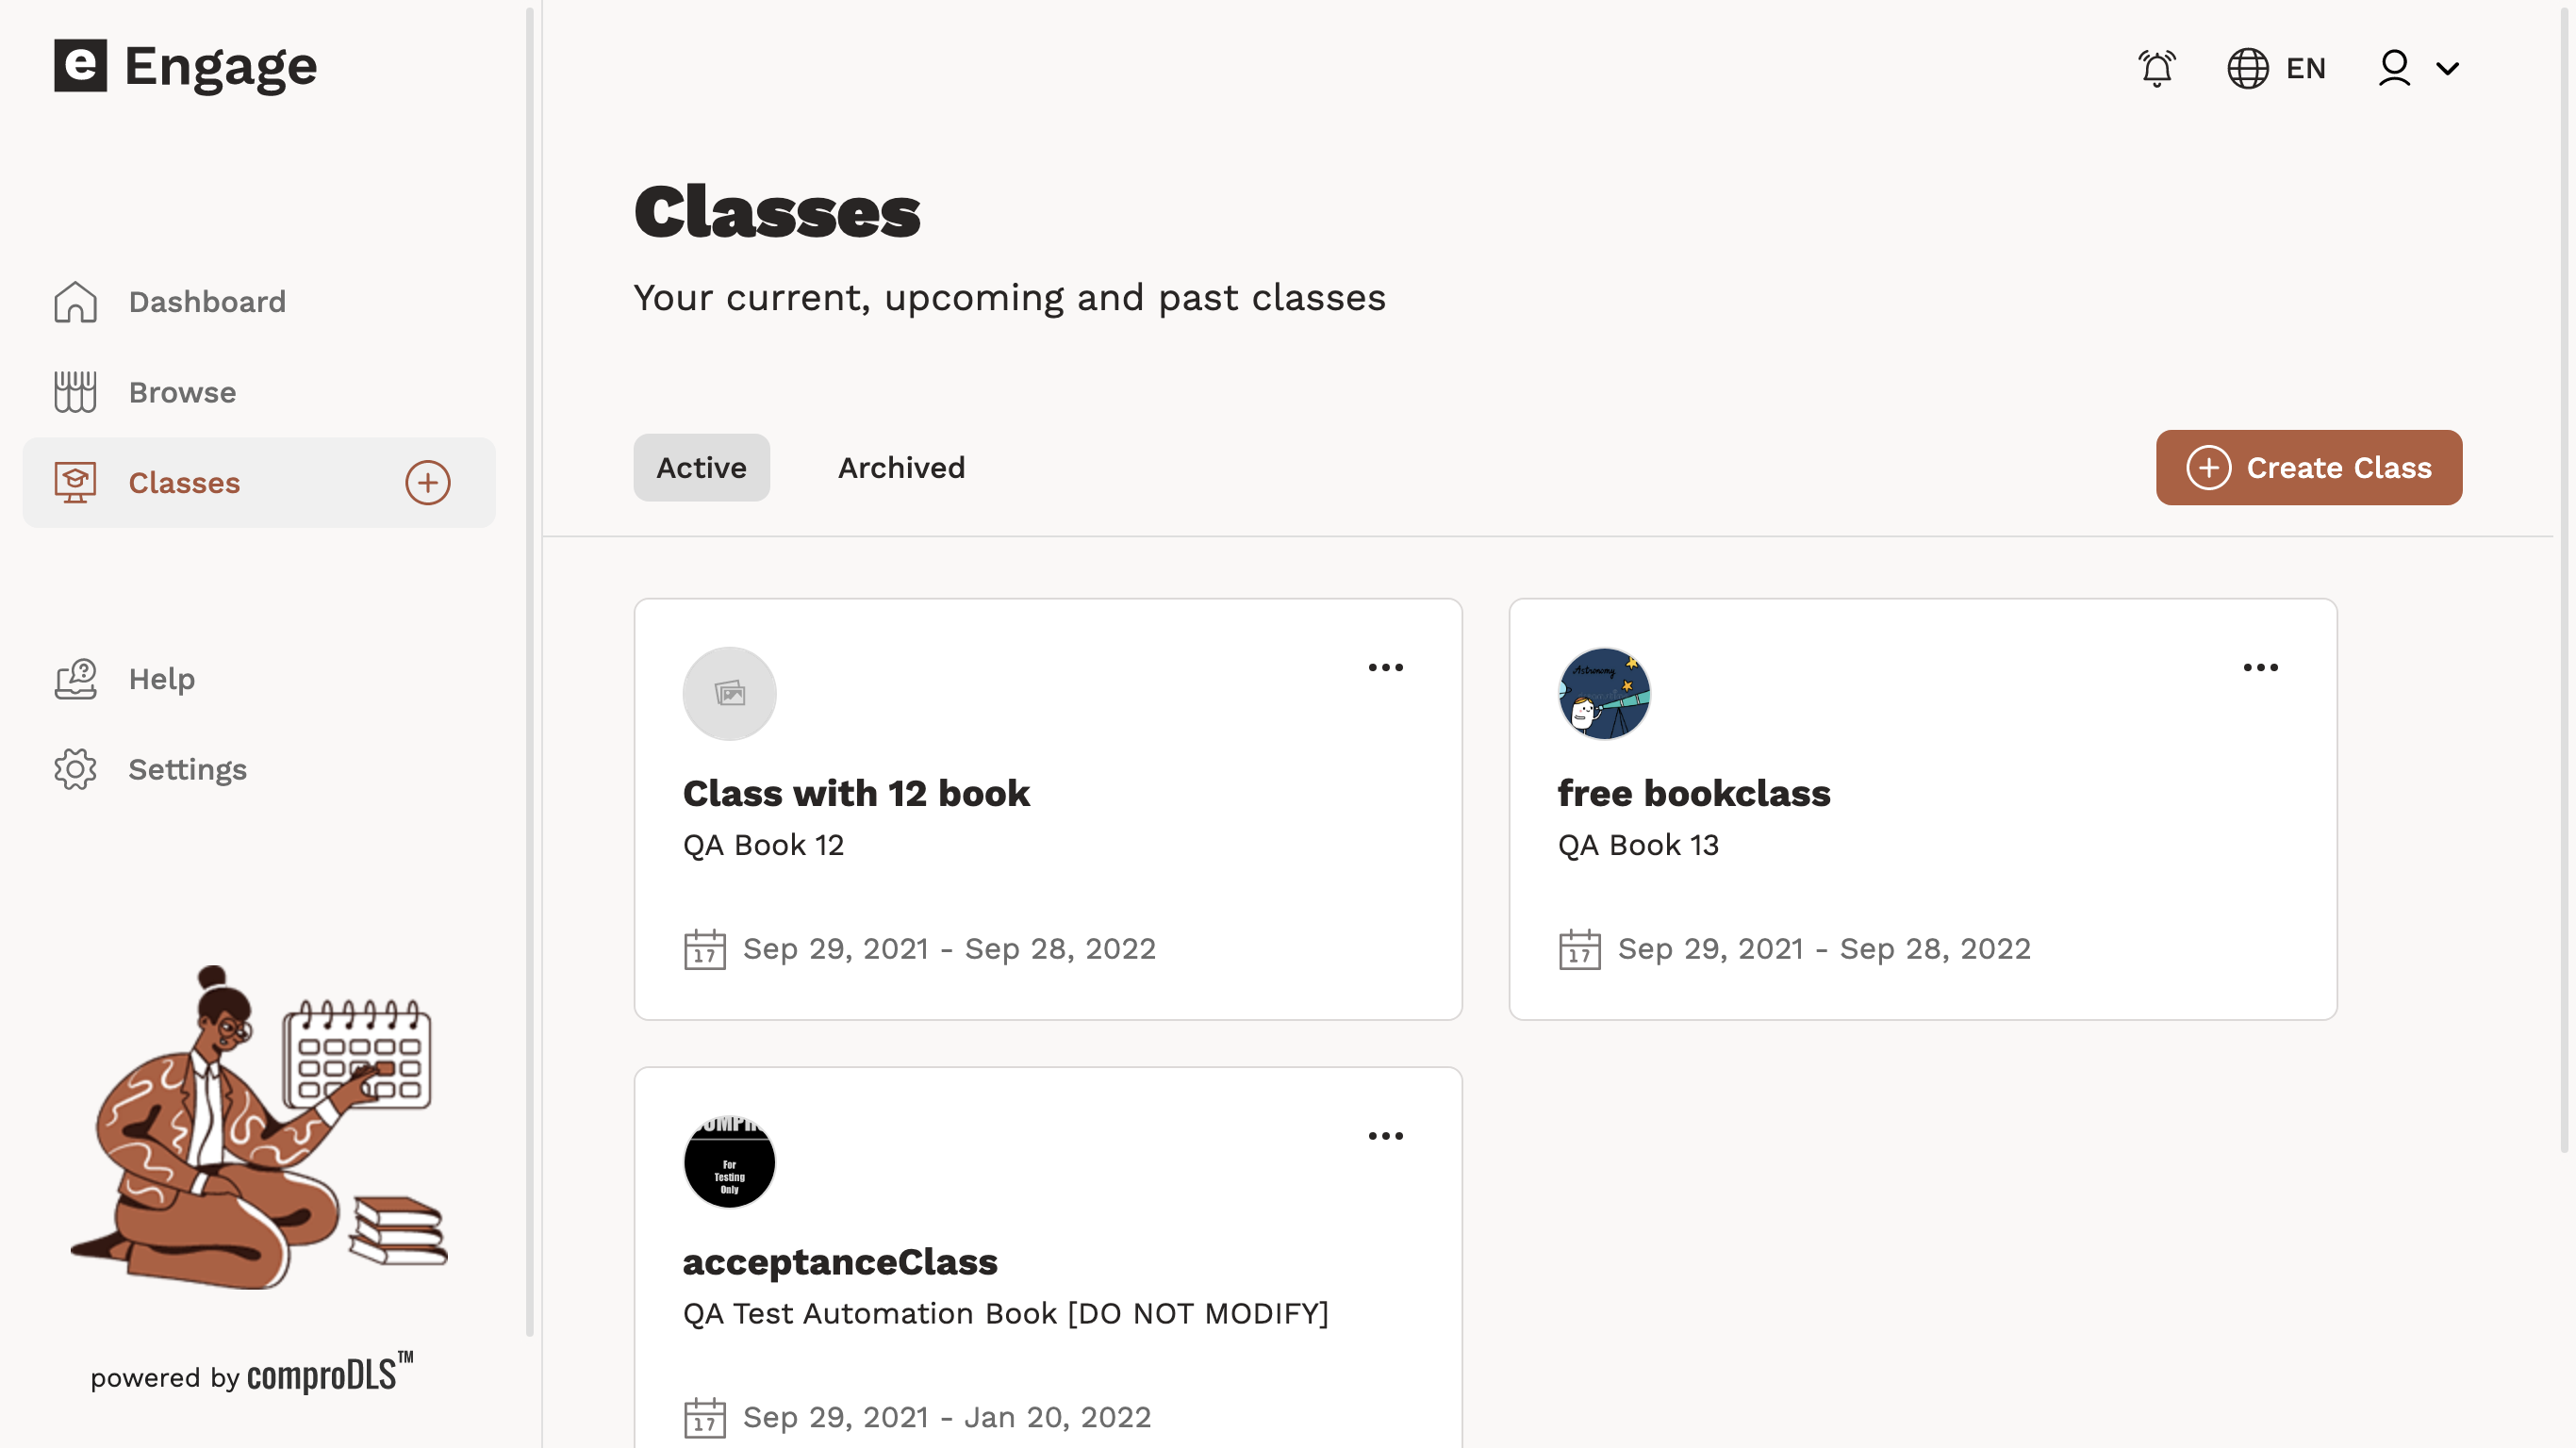 e Engage
EN
Dashboard
Browse
Classes
Help
Settings
powered by comproDLS™
Classes
Your current, upcoming and past classes
Active
Archived
Create Class
Class with 12 book
QA Book 12
17 Sep 29, 2021 - Sep 28, 2022
Astronomy
free bookclass
QA Book 13
17 Sep 29, 2021 - Sep 28, 2022
For
Testing
Only
acceptanceClass
QA Test Automation Book [DO NOT MODIFY]
17 Sep 29, 2021 - Jan 20, 2022